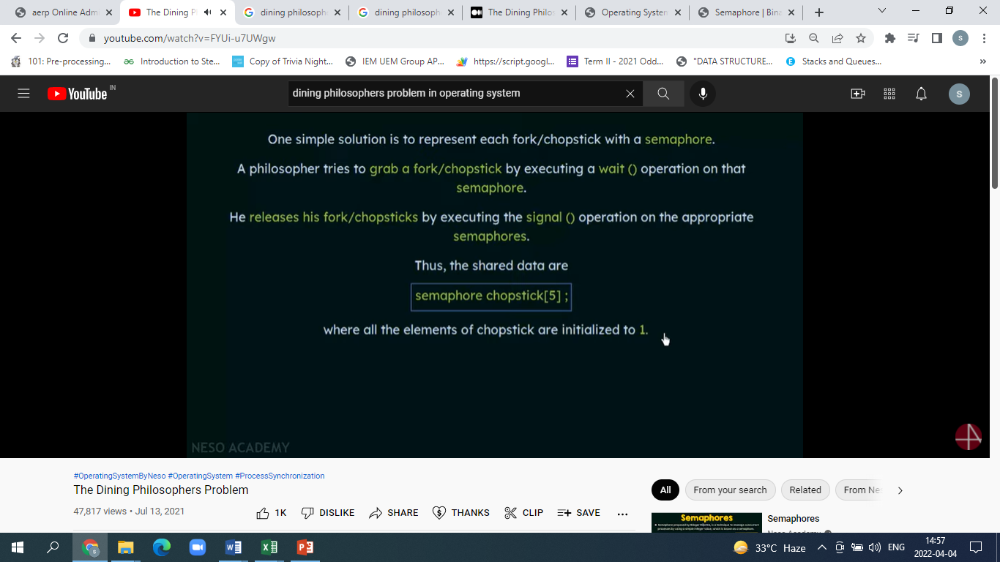 aerp Online Adm
The Dining P
dining philosoph
dining philosoph
The Dining Philos
Operating System
Semaphore | Bina
youtube.com/watch?v=FYUi-u7UWgw
S
101: Pre-processing...
Introduction to Ste...
Copy of Trivia Night...
IEM UEM Group AP...
https://script.googl...
Term II - 2021 Odd...
"DATA STRUCTURE...
Stacks and Queues...
»
YouTube IN
dining philosophers problem in operating system
S
One simple solution is to represent each fork/chopstick with a semaphore.
A philosopher tries to grab a fork/chopstick by executing a wait () operation on that
semaphore.
He releases his fork/chopsticks by executing the signal () operation on the appropriate
semaphores.
Thus, the shared data are
semaphore chopstick[5] ;
where all the elements of chopstick are initialized to 1.
NESO ACADEMY
#OperatingSystemByNeso #OperatingSystem #ProcessSynchronization
The Dining Philosophers Problem
47,817 views • Jul 13, 2021
1K
DISLIKE
SHARE
THANKS
CLIP
SAVE
All
From your search
Related
From Ne
Semaphores
Semaphores
33°C Haze
ENG
14:57
2022-04-04